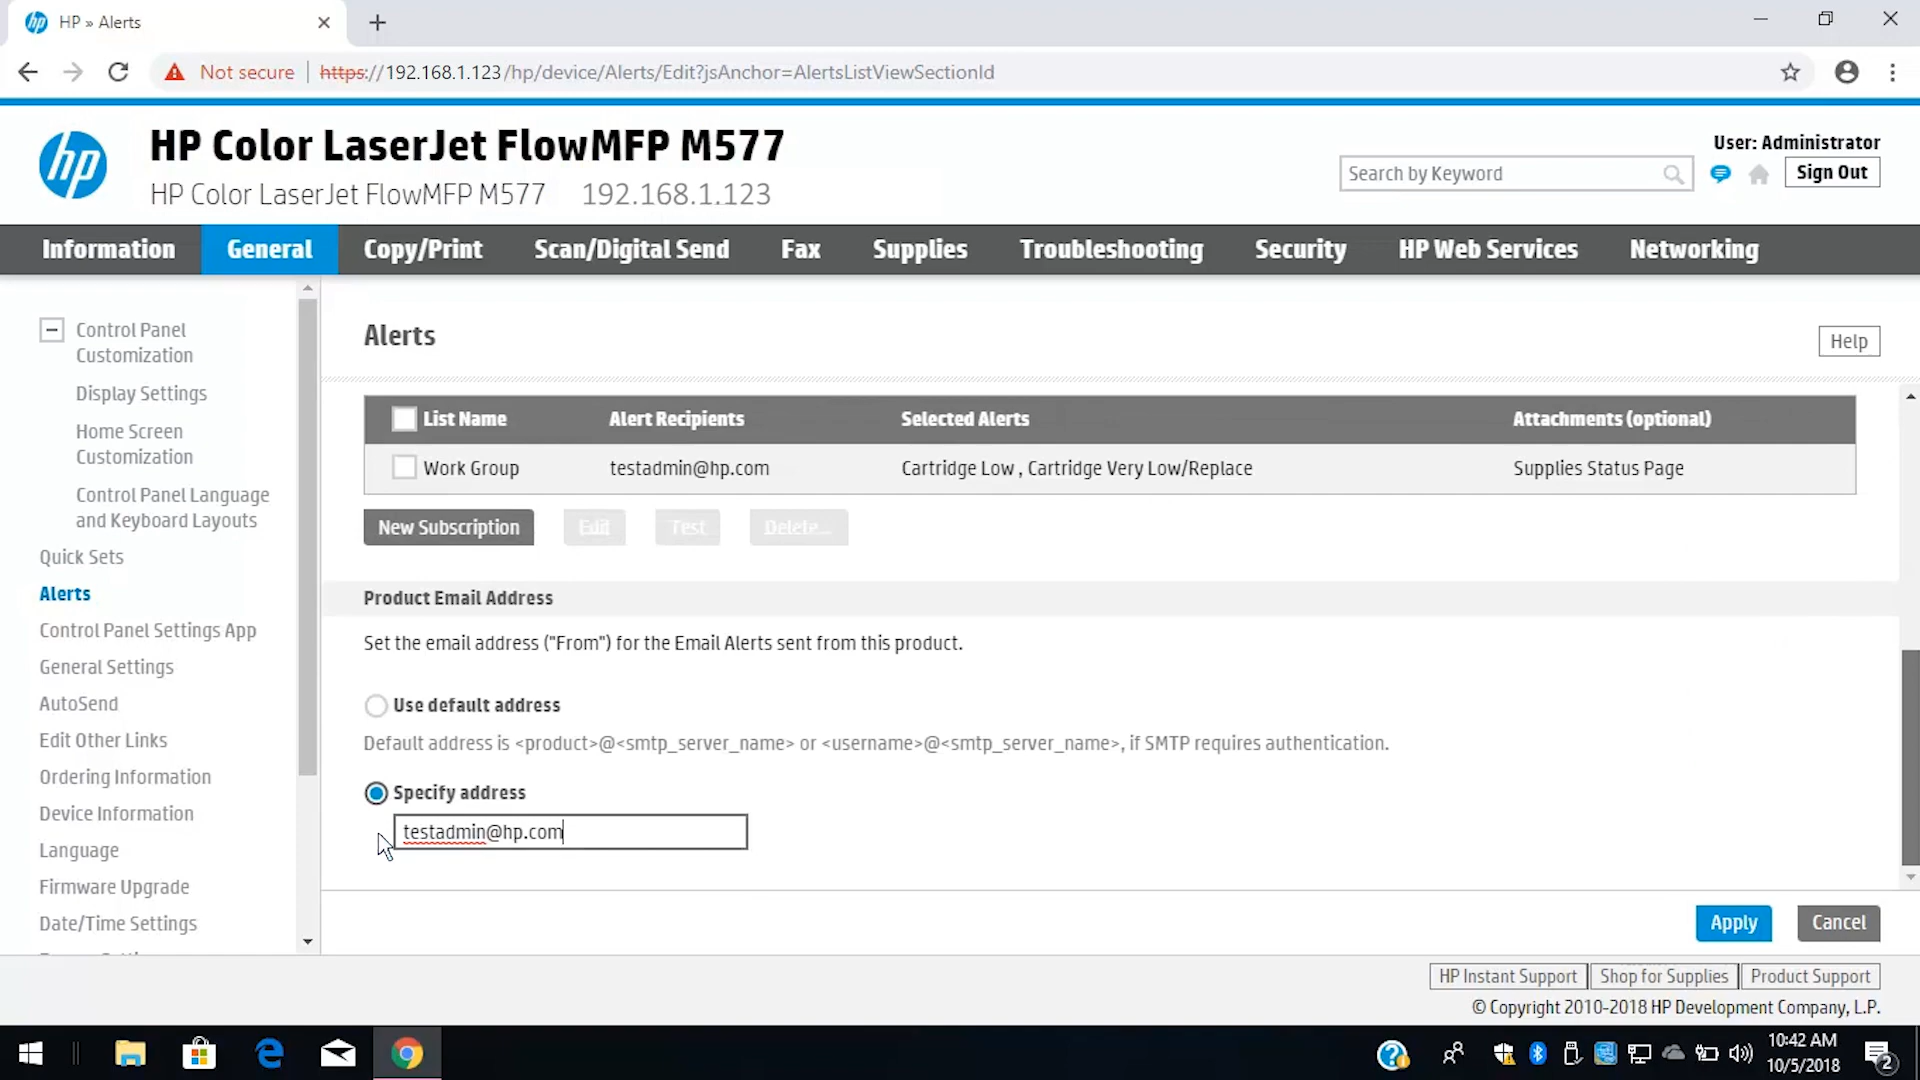 HP » Alerts
Not secure | https://192.168.1.123/hp/device/Alerts/Edit?jsAnchor=AlertsListViewSectionId
hp
HP Color LaserJet FlowMFP M577
HP Color LaserJet FlowMFP M577 192.168.1.123
User: Administrator
Search by Keyword
Sign Out
Information General Copy/Print Scan/Digital Send Fax Supplies Troubleshooting Security HP Web Services Networking
Control Panel
Customization
Display Settings
Home Screen
Customization
Control Panel Language
and Keyboard Layouts
Quick Sets
Alerts
Control Panel Settings App
General Settings
AutoSend
Edit Other Links
Ordering Information
Device Information
Language
Firmware Upgrade
Date/Time Settings
Alerts
Help
List Name Alert Recipients Selected Alerts Attachments (optional)
Work Group testadmin@hp.com Cartridge Low , Cartridge Very Low/Replace Supplies Status Page
New Subscription Edit Test Delete...
Product Email Address
Set the email address ("From") for the Email Alerts sent from this product.
Use default address
Default address is <product>@<smtp_server_name> or <username>@<smtp_server_name>, if SMTP requires authentication.
Specify address
testadmin@hp.com
Apply Cancel
HP Instant Support Shop for Supplies Product Support
© Copyright 2010-2018 HP Development Company, L.P.
10:42 AM
10/5/2018
2